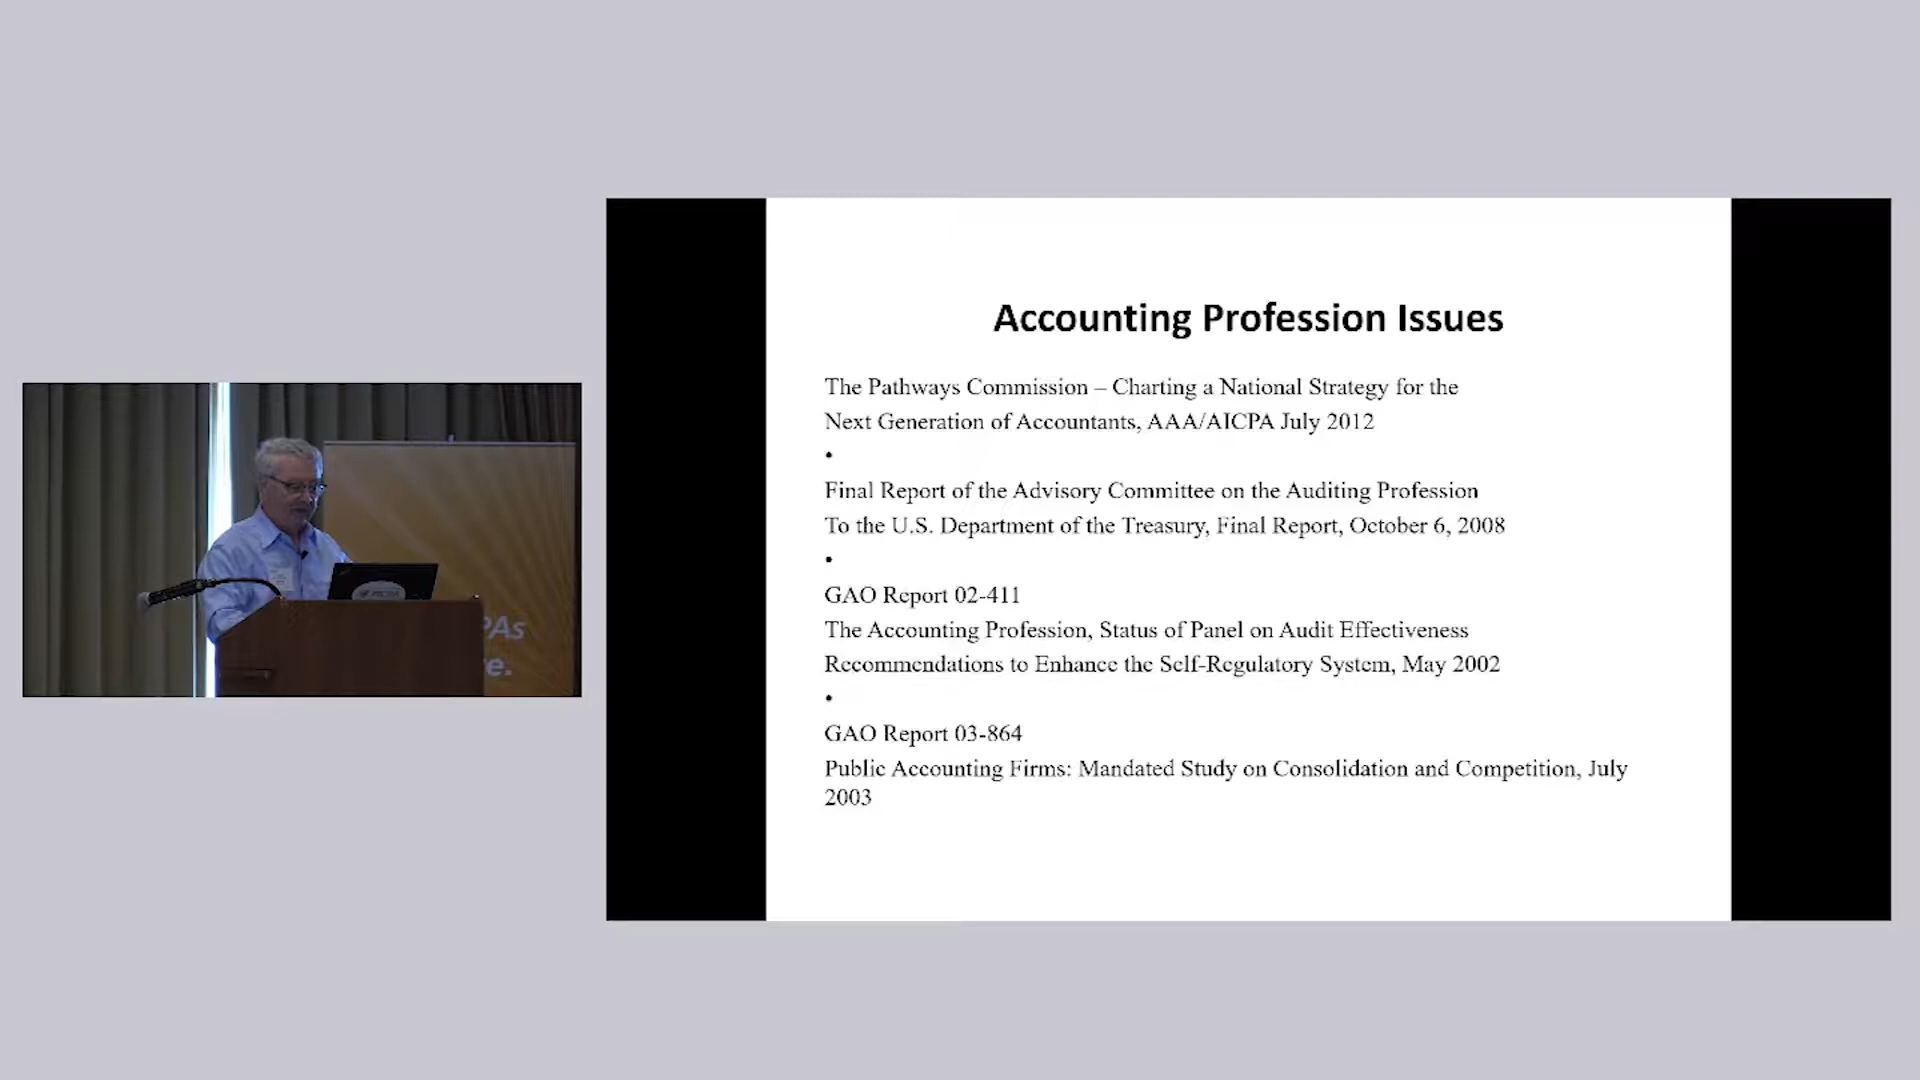 Accounting Profession Issues
The Pathways Commission – Charting a National Strategy for the
Next Generation of Accountants, AAA/AICPA July 2012
•
Final Report of the Advisory Committee on the Auditing Profession
To the U.S. Department of the Treasury, Final Report, October 6, 2008
•
GAO Report 02-411
The Accounting Profession, Status of Panel on Audit Effectiveness
Recommendations to Enhance the Self-Regulatory System, May 2002
•
GAO Report 03-864
Public Accounting Firms: Mandated Study on Consolidation and Competition, July
2003
PAs
e.